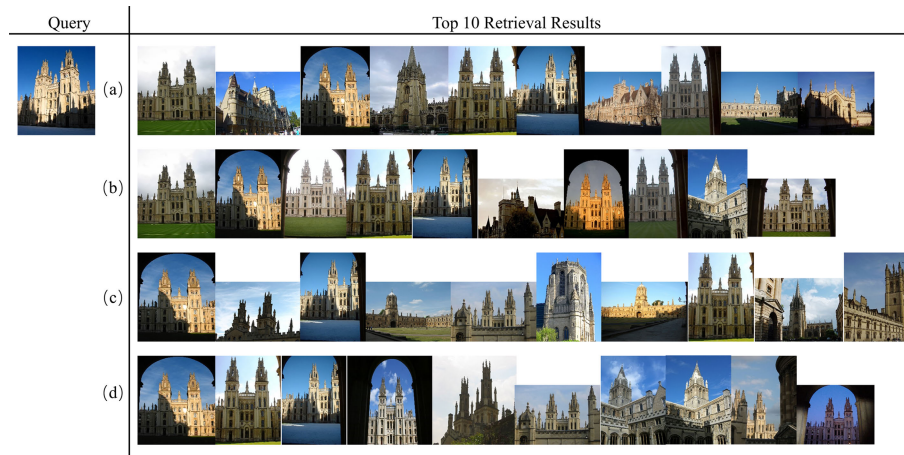 Query
Top 10 Retrieval Results
(a)
(b)
(c)
(d)